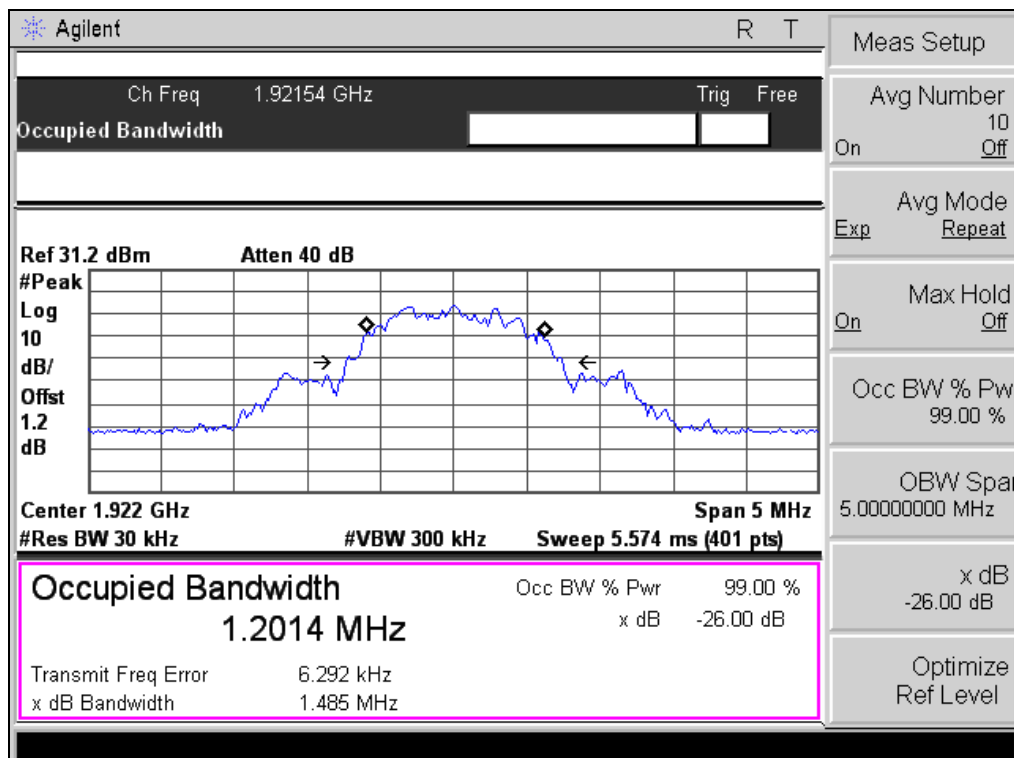 Agilent R T
Ch Freq 1.92154 GHz Trig Free
Occupied Bandwidth
Ref 31.2 dBm Atten 40 dB
#Peak
Log
10
dB/
Offst
1.2
dB
Center 1.922 GHz Span 5 MHz
#Res BW 30 kHz #VBW 300 kHz Sweep 5.574 ms (401 pts)
Occupied Bandwidth
1.2014 MHz
Occ BW % Pwr 99.00 %
x dB -26.00 dB
Transmit Freq Error 6.292 kHz
x dB Bandwidth 1.485 MHz
Meas Setup
Avg Number
10
On Off
Avg Mode
Exp Repeat
Max Hold
On Off
Occ BW % Pw
99.00 %
OBW Spa
5.00000000 MHz
x dB
-26.00 dB
Optimize
Ref Level